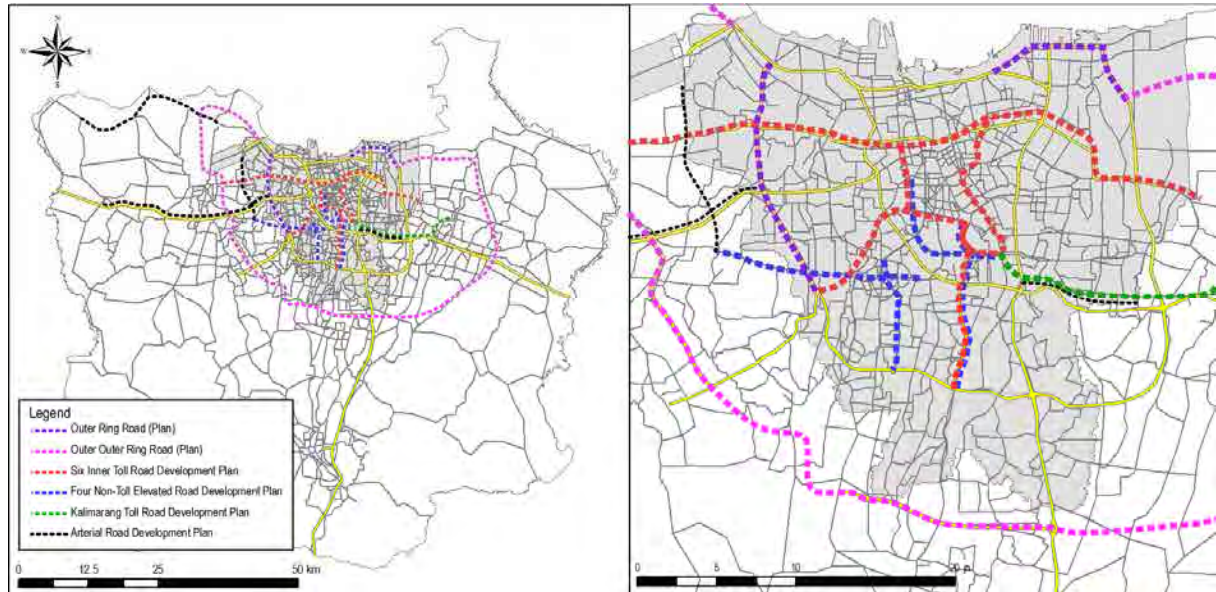 N
W
E
S
Legend
Outer Ring Road (Plan)
Outer Outer Ring Road (Plan)
Six Inner Toll Road Development Plan
Four Non-Toll Elevated Road Development Plan
Kalimarang Toll Road Development Plan
Arterial Road Development Plan
0 12.5 25 50 km
0 5 10 20